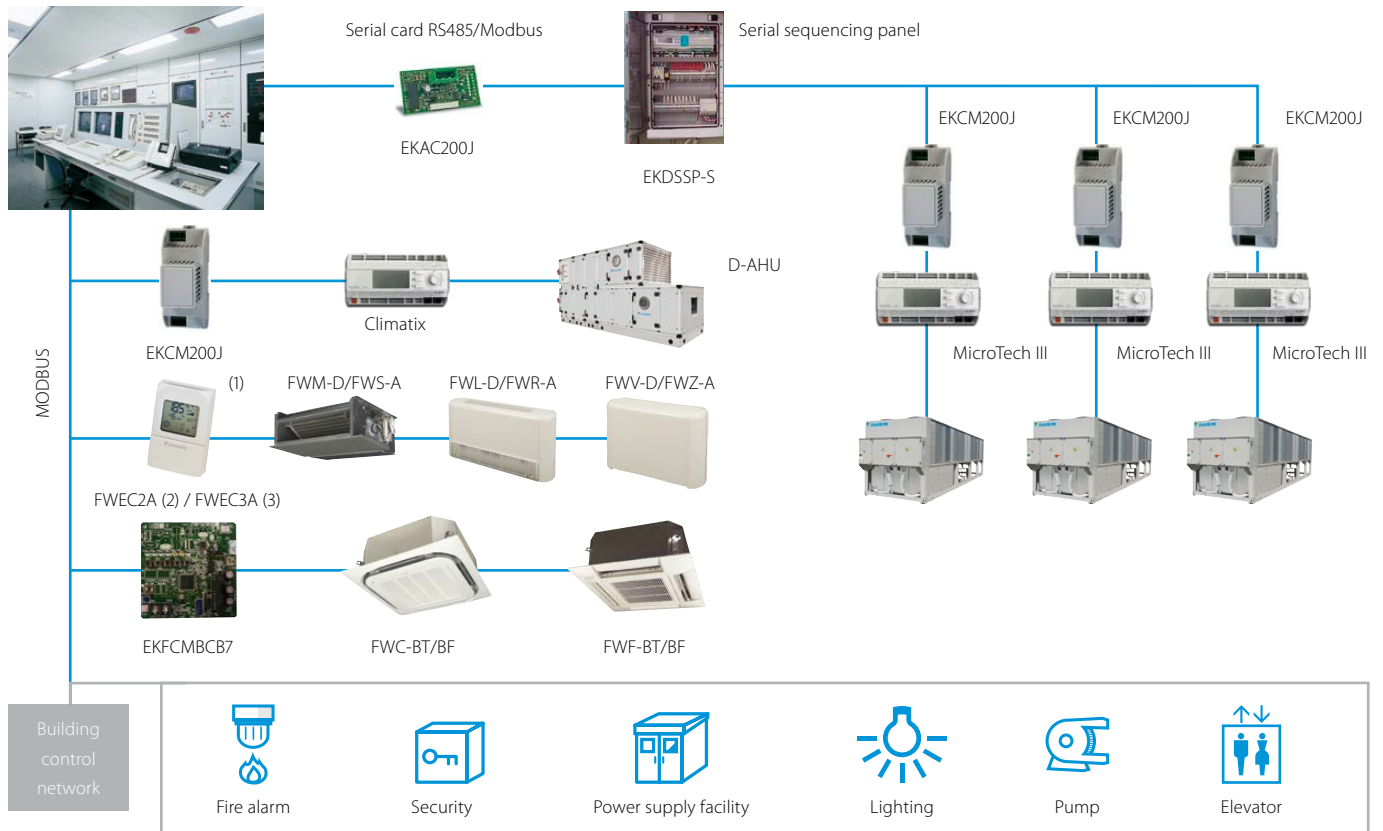 Serial card RS485/Modbus
Serial sequencing panel
EKCM200J
EKCM200J
EKCM200J
EKAC200J
EKDSSP-S
D-AHU
Climatix
EKCM200J
MicroTech III
MicroTech III
MicroTech III
MODBUS
(1)
FWM-D/FWS-A
FWL-D/FWR-A
FWV-D/FWZ-A
FWEC2A (2) / FWEC3A (3)
EKFCMBCB7
FWC-BT/BF
FWF-BT/BF
Building
control
network
Fire alarm
Security
Power supply facility
Lighting
Pump
Elevator